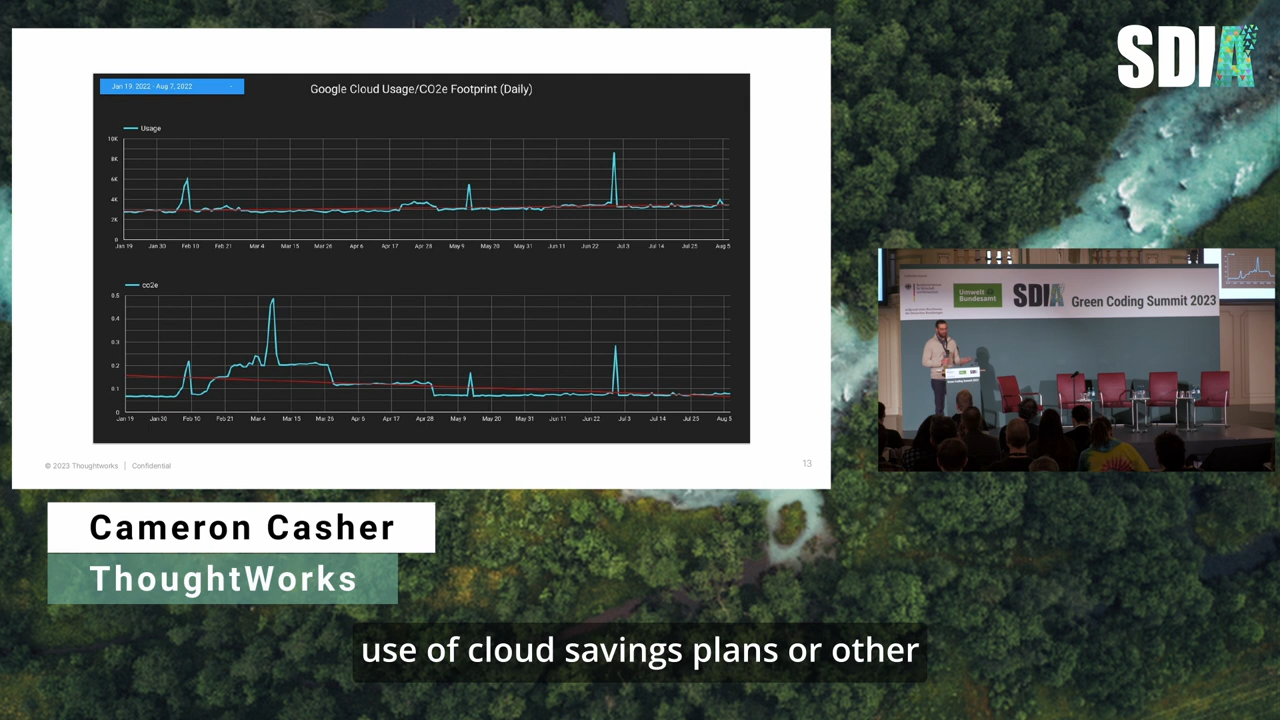 SDIA
Jan 19, 2022 - Aug 7, 2022
Google Cloud Usage/CO2e Footprint (Daily)
Usage
10K
8K
6K
4K
2K
0
Jan 19 Jan 30 Feb 10 Feb 21 Mar 4 Mar 15 Mar 26 Apr 6 Apr 17 Apr 28 May 9 May 20 May 31 Jun 11 Jun 22 Jul 3 Jul 14 Jul 25 Aug 5
co2e
0.5
0.4
0.3
0.2
0.1
0
Jan 19 Jan 30 Feb 10 Feb 21 Mar 4 Mar 15 Mar 26 Apr 6 Apr 17 Apr 28 May 9 May 20 May 31 Jun 11 Jun 22 Jul 3 Jul 14 Jul 25 Aug 5
© 2023 Thoughtworks | Confidential
13
Umwelt
Bundesamt
SDIA
Green Coding Summit 2023
Green Coding Summit 2023
Cameron Casher
ThoughtWorks
use of cloud savings plans or other